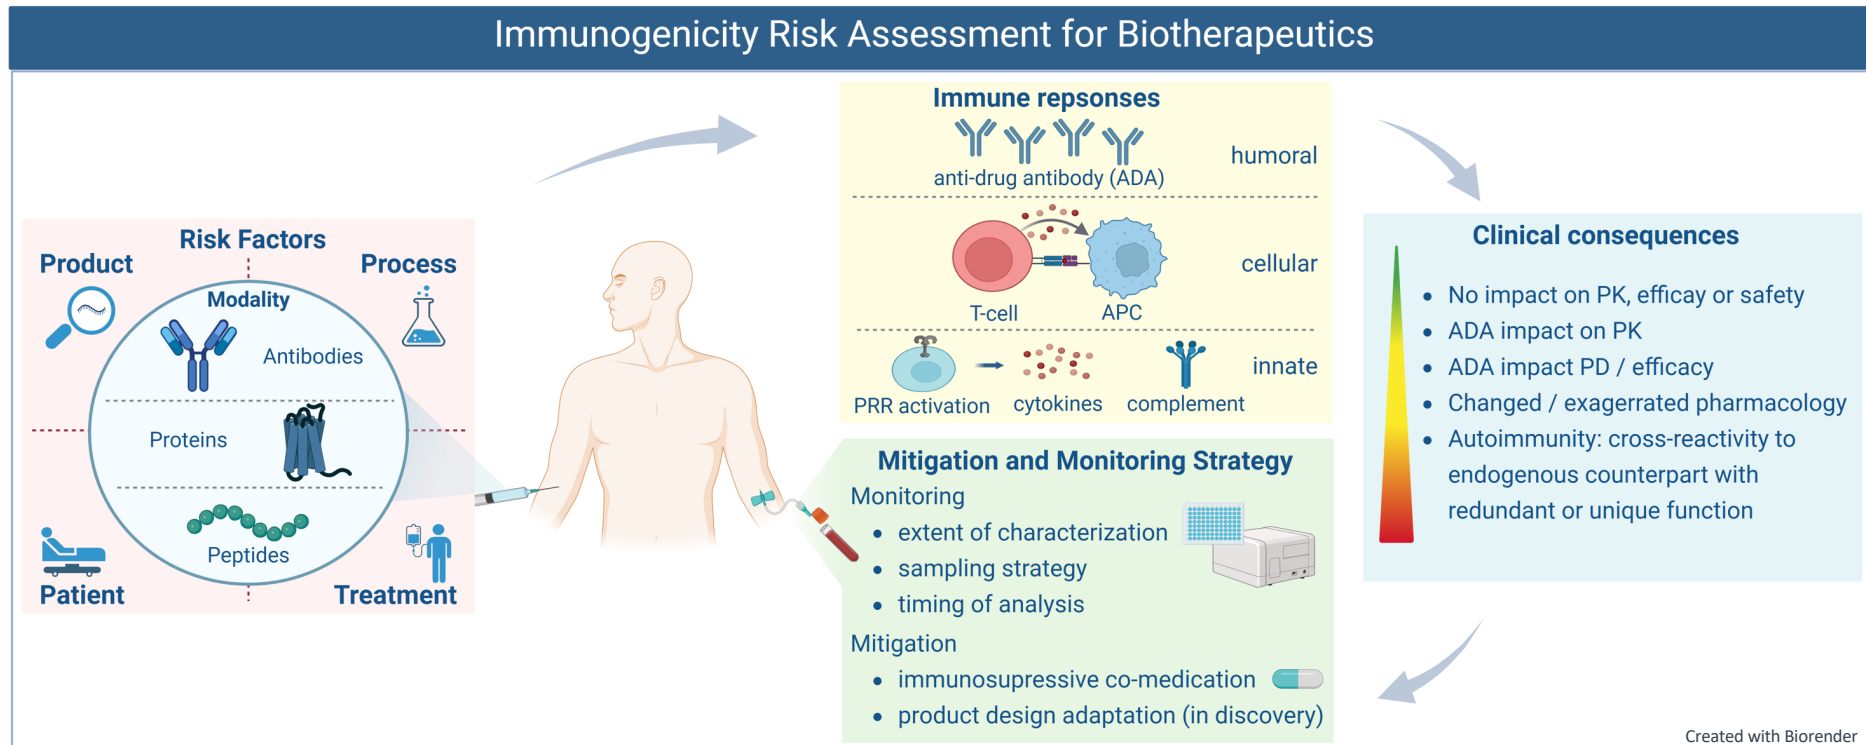 Immunogenicity Risk Assessment for Biotherapeutics
Risk Factors
Product
Process
Modality
Antibodies
Proteins
Peptides
Patient
Treatment
Immune repsonses
humoral
anti-drug antibody (ADA)
cellular
T-cell
APC
innate
PRR activation
cytokines
complement
Clinical consequences
• No impact on PK, efficay or safety
• ADA impact on PK
• ADA impact PD / efficacy
• Changed / exagerrated pharmacology
• Autoimmunity: cross-reactivity to
endogenous counterpart with
redundant or unique function
Mitigation and Monitoring Strategy
Monitoring
• extent of characterization
• sampling strategy
• timing of analysis
Mitigation
• immunosupressive co-medication
• product design adaptation (in discovery)
Created with Biorender